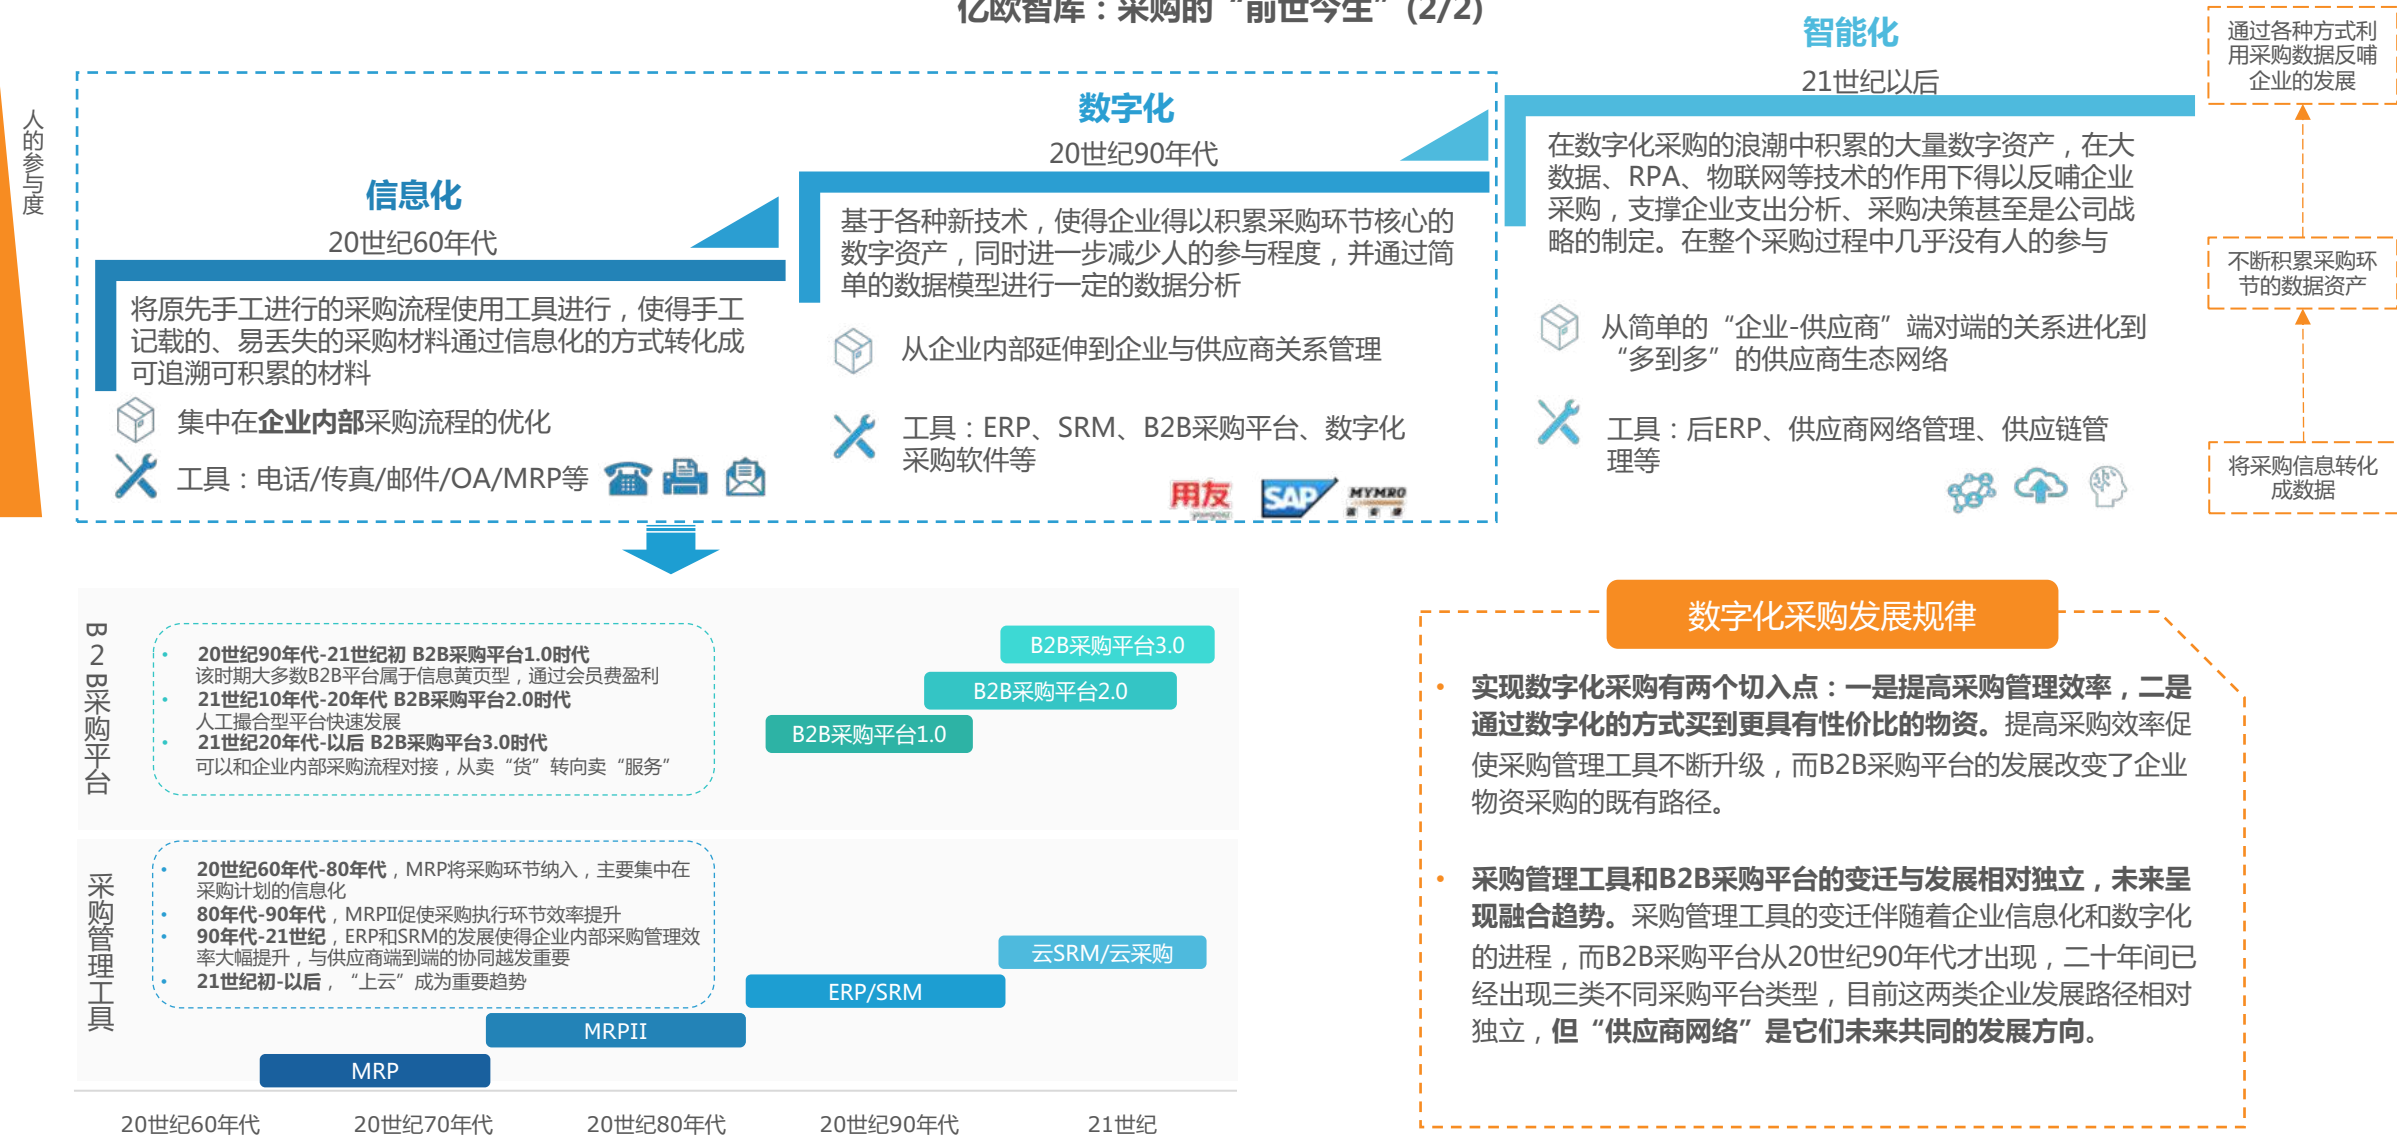 亿欧智库：采购的“前世今生”(2/2)
人的参与度
信息化
20世纪60年代
将原先手工进行的采购流程使用工具进行，使得手工
记载的、易丢失的采购材料通过信息化的方式转化成
可追溯可积累的材料
集中在企业内部采购流程的优化
工具：电话/传真/邮件/OA/MRP等
数字化
20世纪90年代
基于各种新技术，使得企业得以积累采购环节核心的
数字资产，同时进一步减少人的参与程度，并通过简
单的数据模型进行一定的数据分析
从企业内部延伸到企业与供应商关系管理
工具：ERP、SRM、B2B采购平台、数字化
采购软件等
用友
yonyou
SAP
MYMRO
智能化
21世纪以后
在数字化采购的浪潮中积累的大量数字资产，在大
数据、RPA、物联网等技术的作用下得以反哺企业
采购，支撑企业支出分析、采购决策甚至是公司战
略的制定。在整个采购过程中几乎没有人的参与
从简单的“企业-供应商”端对端的关系进化到
“多到多”的供应商生态网络
工具：后ERP、供应商网络管理、供应链管
理等
通过各种方式利
用采购数据反哺
企业的发展
不断积累采购环
节的数据资产
将采购信息转化
成数据
B2B采购平台
• 20世纪90年代-21世纪初 B2B采购平台1.0时代
该时期大多数B2B平台属于信息黄页型，通过会员费盈利
• 21世纪10年代-20年代 B2B采购平台2.0时代
人工撮合型平台快速发展
• 21世纪20年代-以后 B2B采购平台3.0时代
可以和企业内部采购流程对接，从卖“货”转向卖“服务”
B2B采购平台3.0
B2B采购平台2.0
B2B采购平台1.0
采购管理工具
• 20世纪60年代-80年代，MRP将采购环节纳入，主要集中在
采购计划的信息化
• 80年代-90年代，MRPII促使采购执行环节效率提升
• 90年代-21世纪，ERP和SRM的发展使得企业内部采购管理效
率大幅提升，与供应商端到端的协同越发重要
• 21世纪初-以后，“上云”成为重要趋势
云SRM/云采购
ERP/SRM
MRPII
MRP
20世纪60年代
20世纪70年代
20世纪80年代
20世纪90年代
21世纪
数字化采购发展规律
• 实现数字化采购有两个切入点：一是提高采购管理效率，二是
通过数字化的方式买到更具有性价比的物资。提高采购效率促
使采购管理工具不断升级，而B2B采购平台的发展改变了企业
物资采购的既有路径。
• 采购管理工具和B2B采购平台的变迁与发展相对独立，未来呈
现融合趋势。采购管理工具的变迁伴随着企业信息化和数字化
的进程，而B2B采购平台从20世纪90年代才出现，二十年间已
经出现三类不同采购平台类型，目前这两类企业发展路径相对
独立，但“供应商网络”是它们未来共同的发展方向。